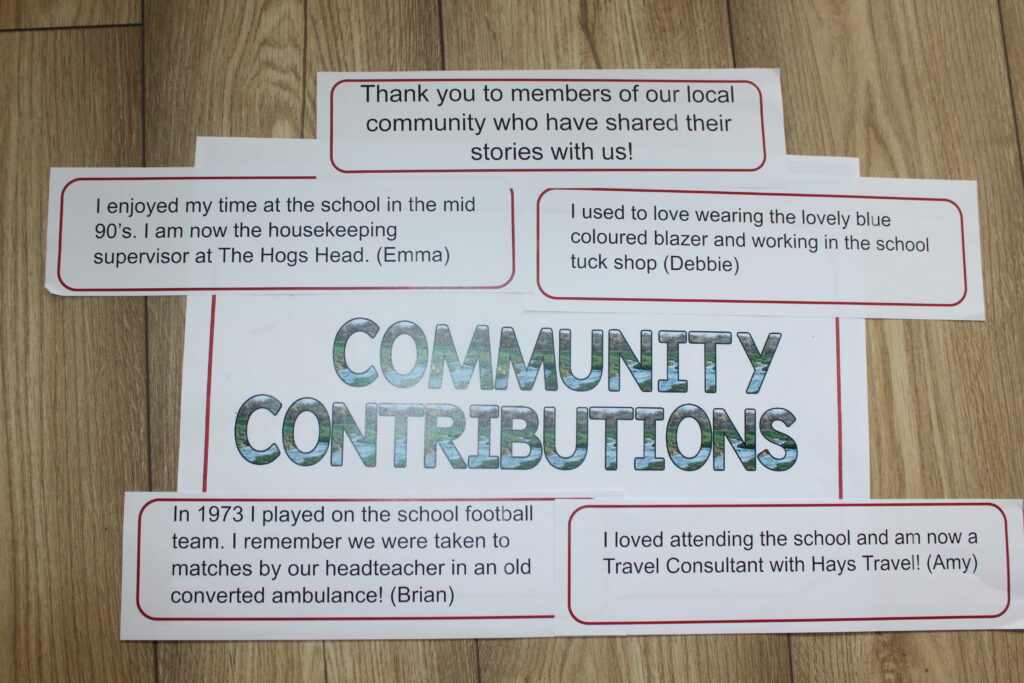 Thank you to members of our local
community who have shared their
stories with us!
I enjoyed my time at the school in the mid
90's. I am now the housekeeping
supervisor at The Hogs Head. (Emma)
I used to love wearing the lovely blue
coloured blazer and working in the school
tuck shop (Debbie)
COMMUNITY
CONTRIBUTIONS
In 1973 I played on the school football
team. I remember we were taken to
matches by our headteacher in an old
converted ambulance! (Brian)
I loved attending the school and am now a
Travel Consultant with Hays Travel! (Amy)